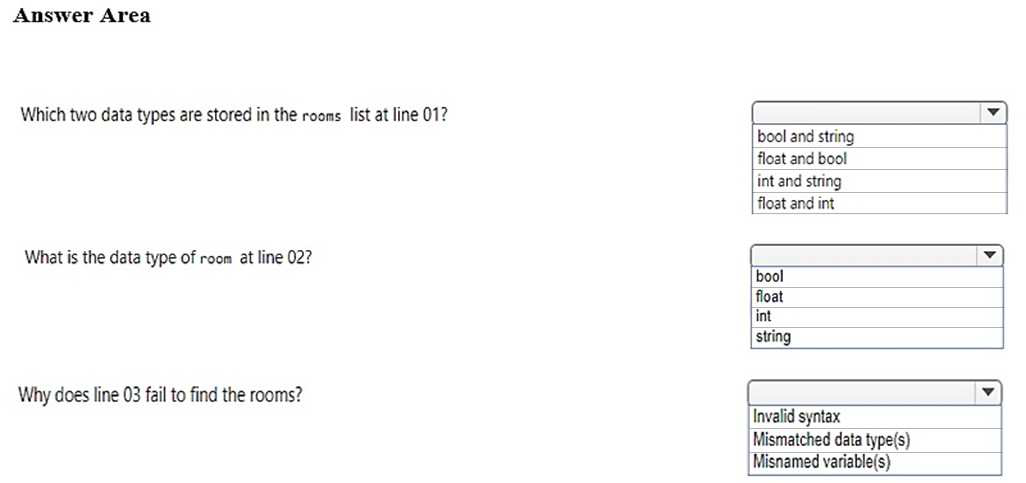 Answer Area
Which two data types are stored in the rooms list at line 01?
bool and string
float and bool
int and string
float and int
What is the data type of room at line 02?
bool
float
int
string
Why does line 03 fail to find the rooms?
Invalid syntax
Mismatched data type(s)
Misnamed variable(s)